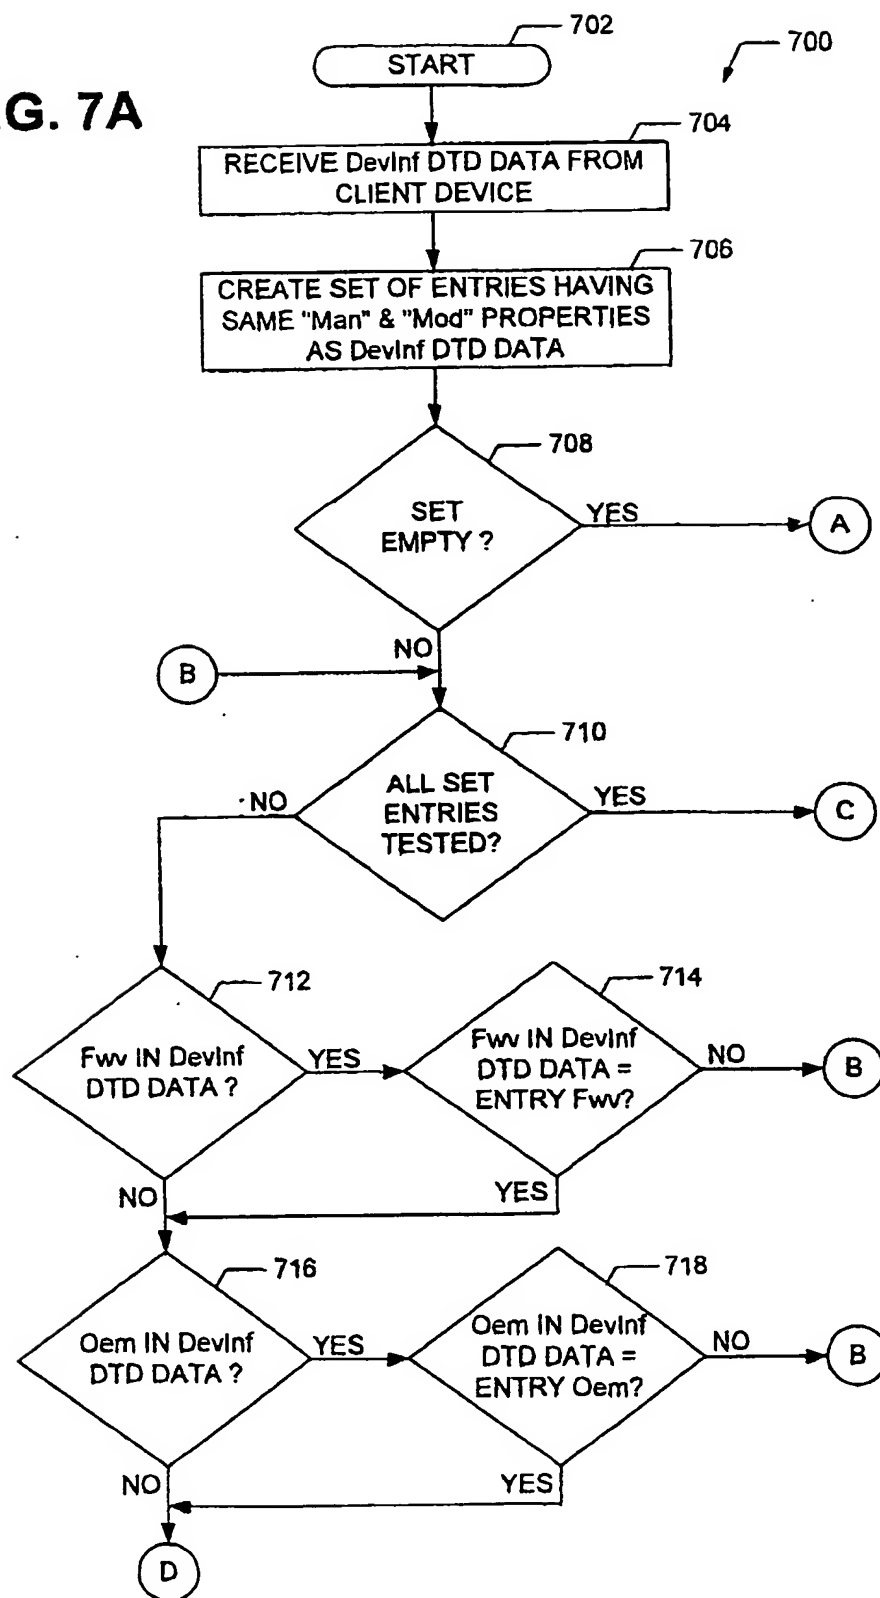 G. 7A
702
START
700
704
RECEIVE DevInf DTD DATA FROM
CLIENT DEVICE
706
CREATE SET OF ENTRIES HAVING
SAME "Man" & "Mod" PROPERTIES
AS DevInf DTD DATA
708
SET
EMPTY ?
YES
A
NO
B
710
ALL SET
ENTRIES
TESTED?
NO
YES
C
712
Fwv IN DevInf
DTD DATA ?
YES
714
Fwv IN DevInf
DTD DATA =
ENTRY Fwv?
NO
B
NO
YES
716
Oem IN DevInf
DTD DATA ?
YES
718
Oem IN DevInf
DTD DATA =
ENTRY Oem?
NO
B
NO
YES
D